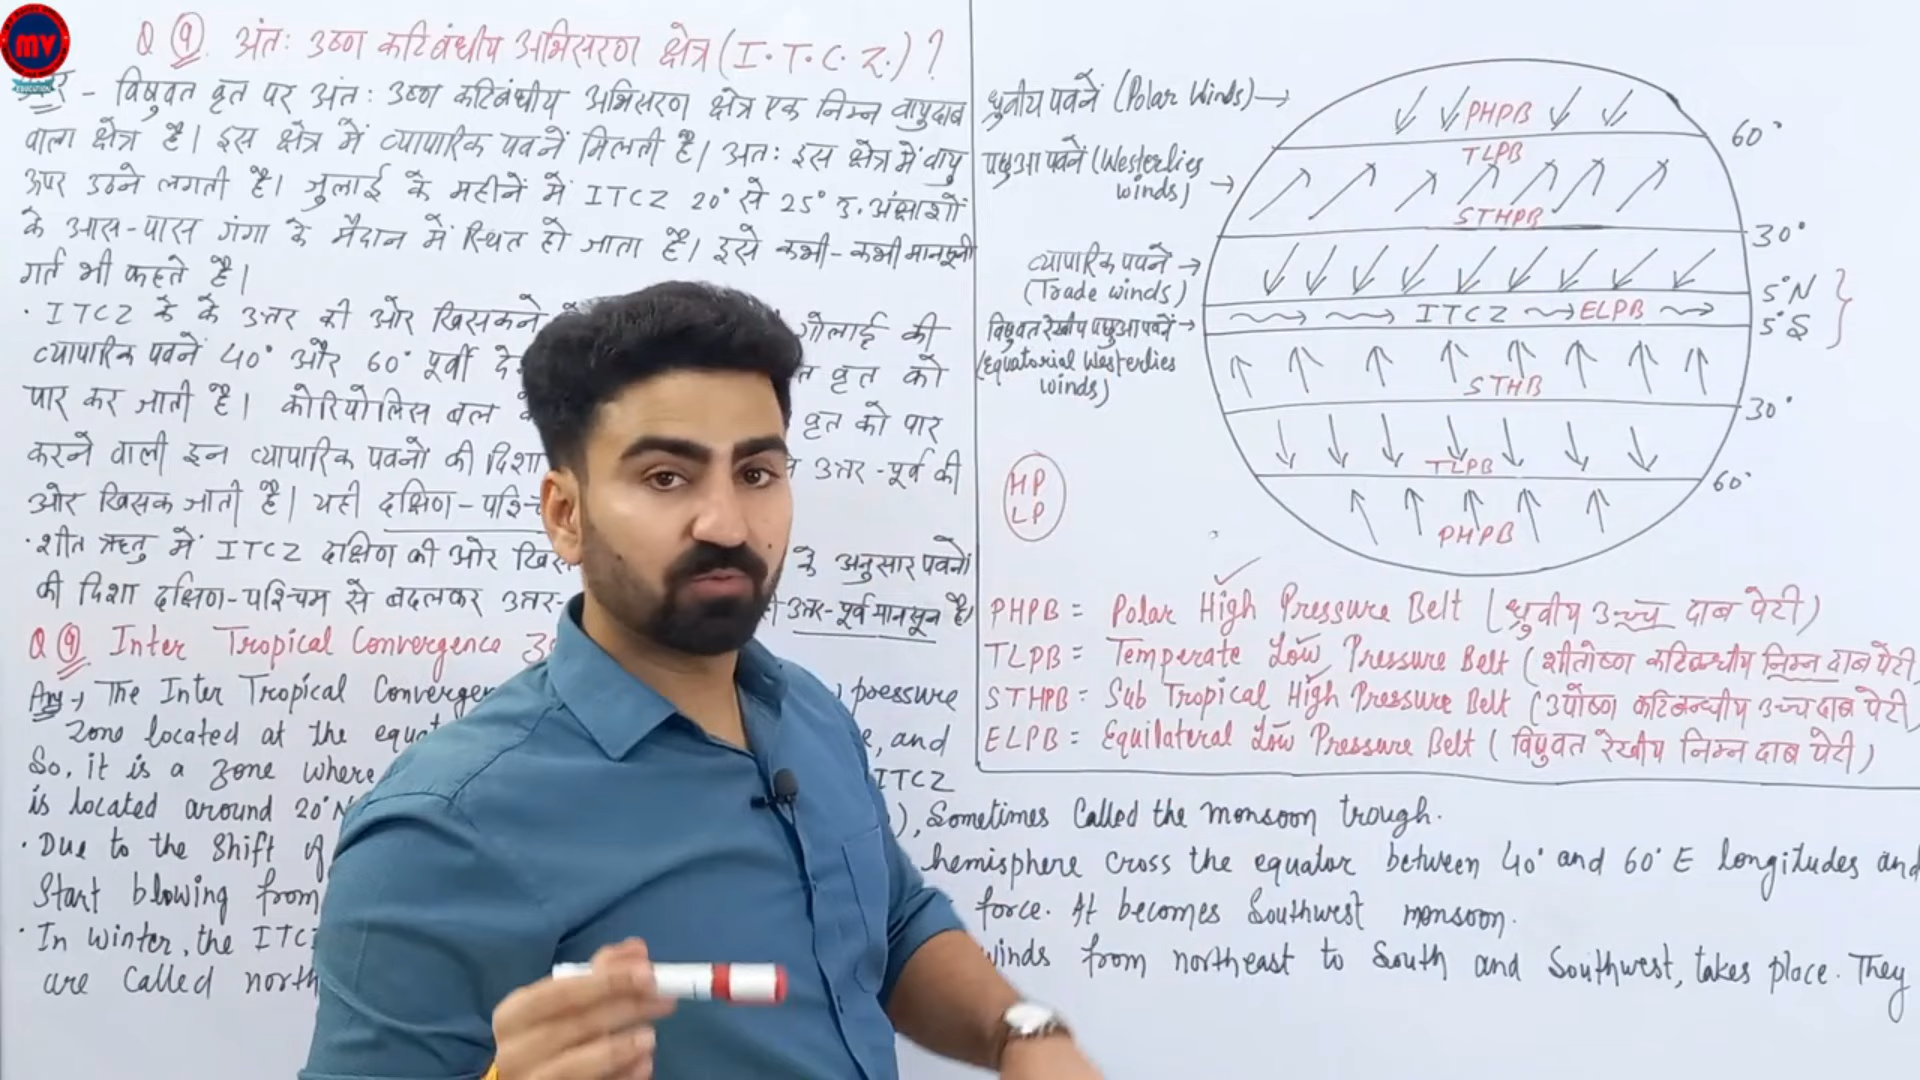 MV
EDUCATION
Q 9. अंतः उष्ण कटिबंधीय अभिसरण क्षेत्र (I.T.C.Z.) ?
उत्तर - विषुवत वृत पर अंतः उष्ण कटिबंधीय अभिसरण क्षेत्र एक निम्न वायुदाब
वाला क्षेत्र है। इस क्षेत्र में व्यापारिक पवनें मिलती है। अतः इस क्षेत्र में वायु
ऊपर उठने लगती है। जुलाई के महीनें में ITCZ 20° से 25° उ. अंक्षाशों
के आस-पास गंगा के मैदान में स्थित हो जाता है। इसे कभी-कभी मानसूनी
गर्त भी कहते है।
· ITCZ के के उत्तर की ओर खिसकने गोलार्द्ध की
व्यापारिक पवनें 40° और 60° पूर्वी वृत को
पार कर जाती है। कोरियोलिस बल वृत को पार
करने वाली इन व्यापारिक पवनों की दिशा उत्तर-पूर्व की
ओर खिसक जाती है। यही दक्षिण-
· शीत ऋतु में ITCZ दक्षिण की ओर के अनुसार पवनों
की दिशा दक्षिण-पश्चिम से बदलकर उत्तर- उत्तर-पूर्व मानसून है।
Q 9 Inter Tropical Convergence
Ans → The Inter Tropical pressure
Zone located at the and
So, it is a zone where ITCZ
is located around 20°N ), Sometimes Called the monsoon trough.
· Due to the Shift of hemisphere cross the equator between 40° and 60° E longitudes and
Start blowing from force. It becomes Southwest monsoon.
· In winter, the winds from northeast to South and Southwest, takes place. They
are Called
ध्रुवीय पवनें (Polar Winds) →
पछुआ पवनें (Westerlies
winds) →
व्यापारिक पवनें →
(Trade winds)
विषुवत रेखीय पछुआ पवनें →
(Equatorial Westerlies
winds)
PHPB
60°
TLPB
STHPB
30°
5°N
ITCZ ELPB
5°S
STHB
30°
TLPB
60°
PHPB
HP
LP
PHPB = Polar High Pressure Belt (ध्रुवीय उच्च दाब पेटी)
TLPB = Temperate Low Pressure Belt (शीतोष्ण कटिबन्धीय निम्न दाब पेटी
STHPB = Sub Tropical High Pressure Belt (उपोष्ण कटिबन्धीय उच्च दाब पेटी
ELPB = Equilateral Low Pressure Belt (विषुवत रेखीय निम्न दाब पेटी)